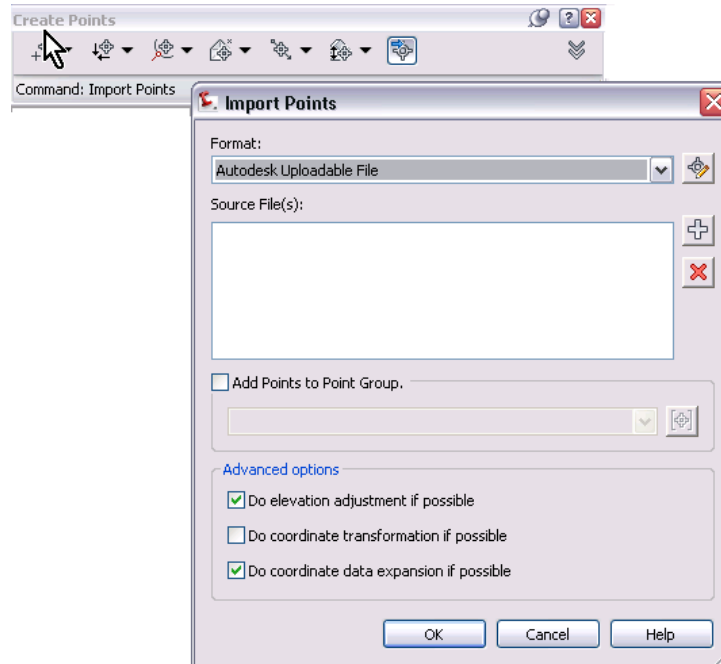 Create Points
?
Command: Import Points
Import Points
Format:
Autodesk Uploadable File
Source File(s):
Add Points to Point Group.
Advanced options
Do elevation adjustment if possible
Do coordinate transformation if possible
Do coordinate data expansion if possible
OK Cancel Help